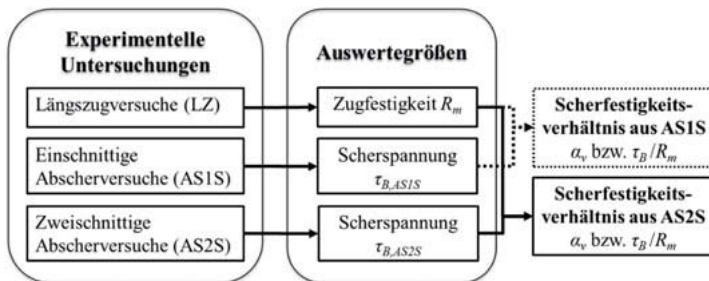 Experimentelle
Untersuchungen
Längszugversuche (LZ)
Einschnittige
Abscherversuche (AS1S)
Zweischnittige
Abscherversuche (AS2S)
Auswertegrößen
Zugfestigkeit Rm
Scherspannung
τB,AS1S
Scherspannung
τB,AS2S
Scherfestigkeits-
verhältnis aus AS1S
αv bzw. τB/Rm
Scherfestigkeits-
verhältnis aus AS2S
αv bzw. τB/Rm